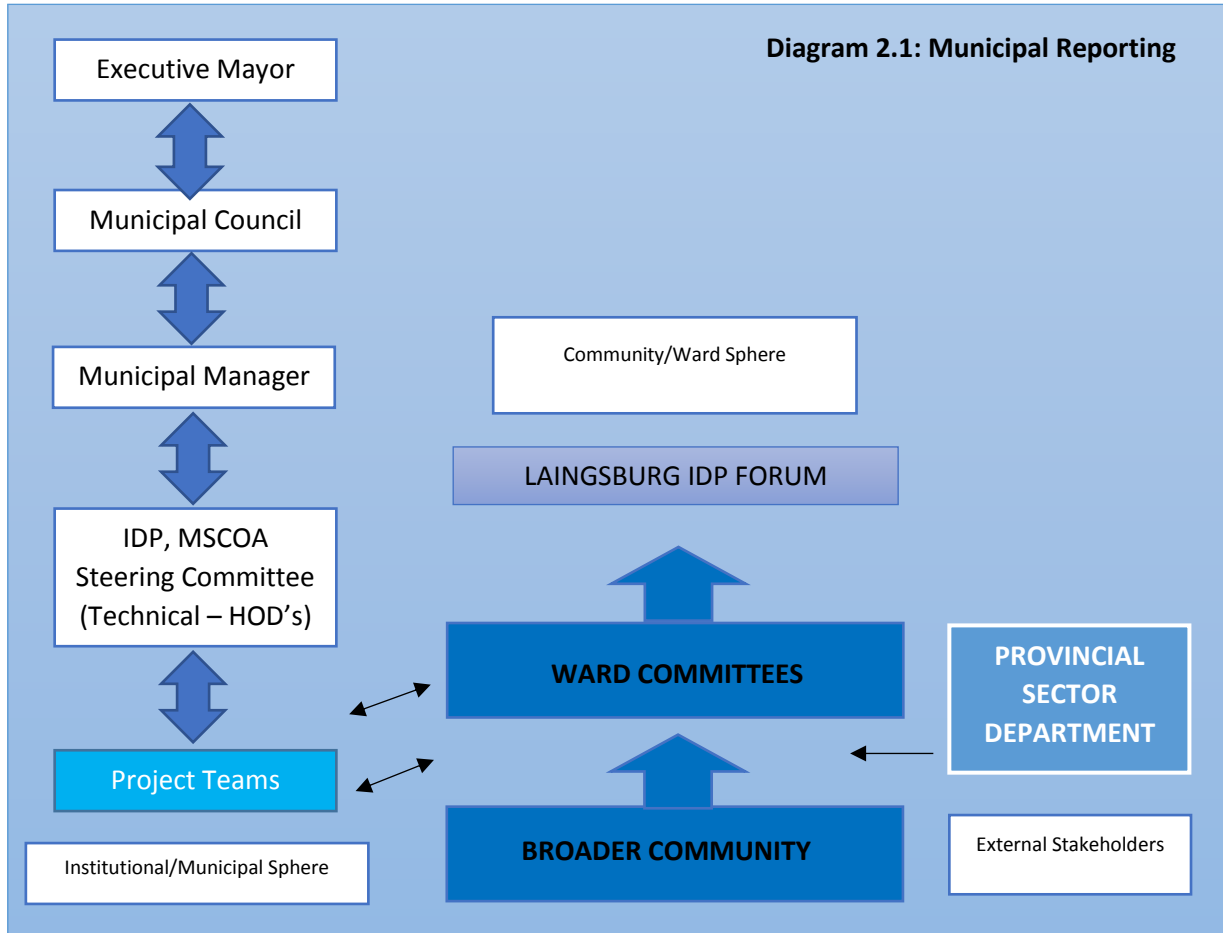 Diagram 2.1: Municipal Reporting
Executive Mayor
Municipal Council
Municipal Manager
IDP, MSCOA
Steering Committee
(Technical – HOD’s)
Project Teams
Institutional/Municipal Sphere
Community/Ward Sphere
LAINGSBURG IDP FORUM
WARD COMMITTEES
BROADER COMMUNITY
PROVINCIAL
SECTOR
DEPARTMENT
External Stakeholders